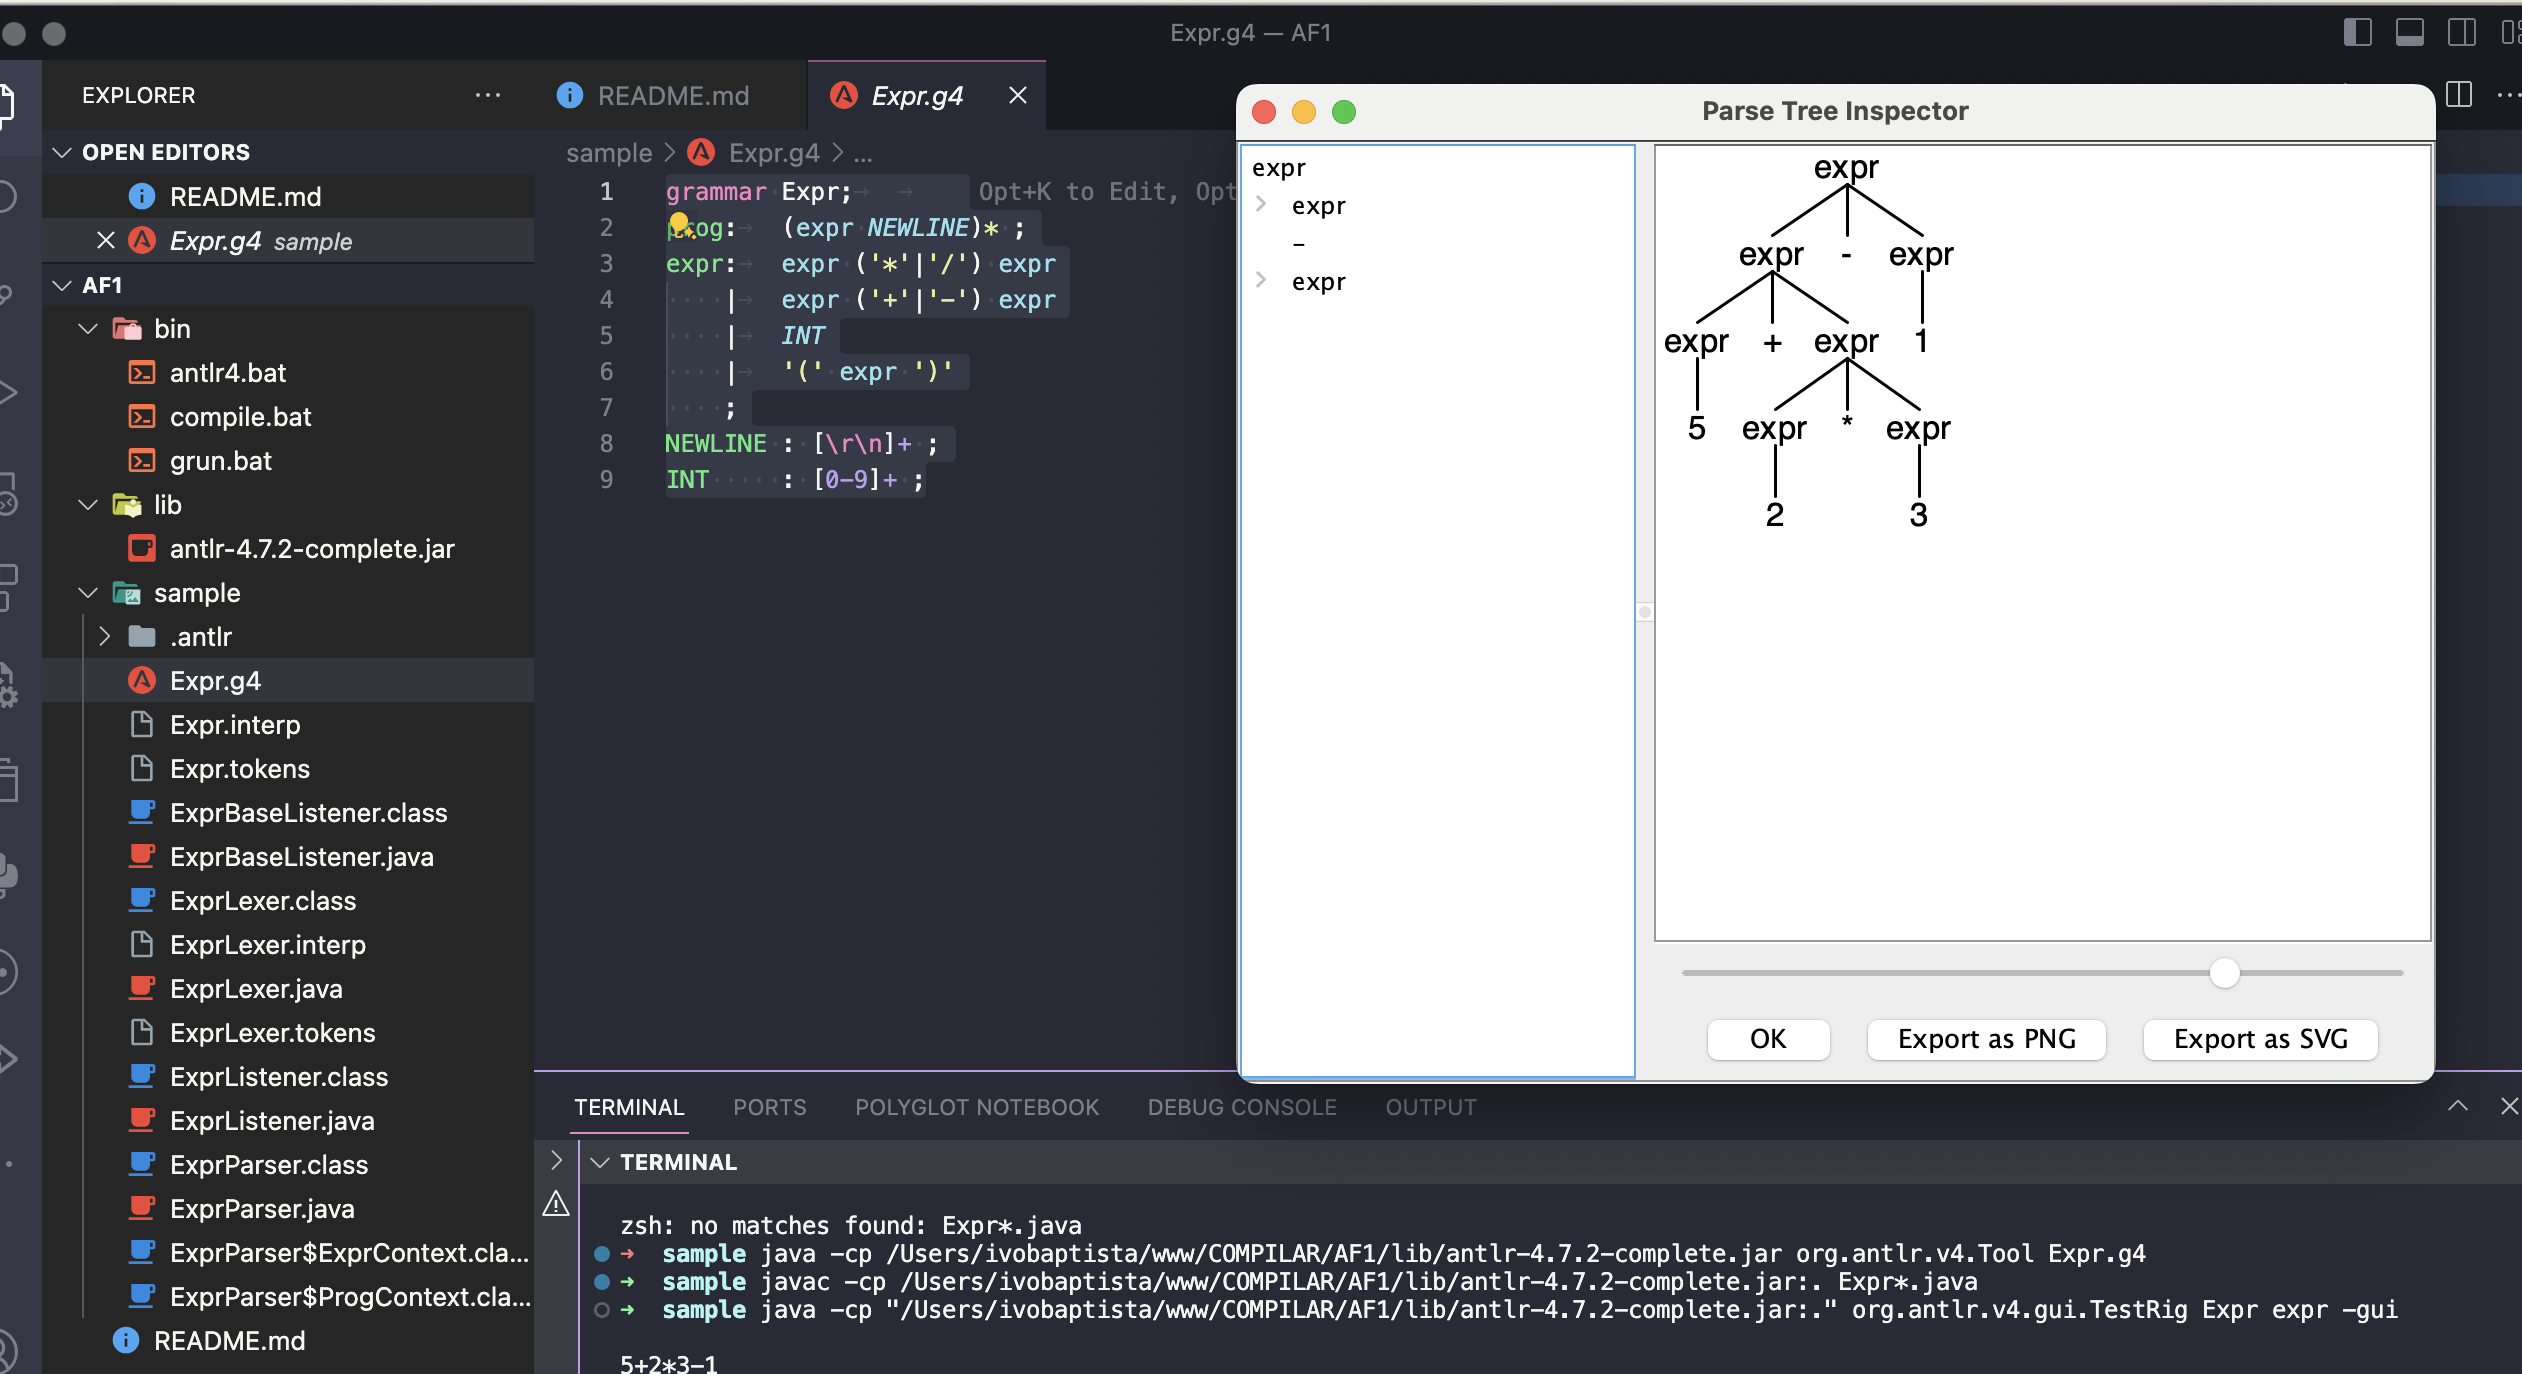 Expr.g4 — AF1
EXPLORER
OPEN EDITORS
README.md
Expr.g4 sample
AF1
bin
antlr4.bat
compile.bat
grun.bat
lib
antlr-4.7.2-complete.jar
sample
.antlr
Expr.g4
Expr.interp
Expr.tokens
ExprBaseListener.class
ExprBaseListener.java
ExprLexer.class
ExprLexer.interp
ExprLexer.java
ExprLexer.tokens
ExprListener.class
ExprListener.java
ExprParser.class
ExprParser.java
ExprParser$ExprContext.cla...
ExprParser$ProgContext.cla...
README.md
README.md
Expr.g4
sample > Expr.g4 > ...
1 grammar Expr; Opt+K to Edit, Opt
2 prog: (expr NEWLINE)* ;
3 expr: expr ('*'|'/') expr
4 | expr ('+'|'-') expr
5 | INT
6 | '(' expr ')'
7 ;
8 NEWLINE : [\r\n]+ ;
9 INT : [0-9]+ ;
Parse Tree Inspector
expr
expr
-
expr
expr
expr - expr
expr + expr 1
5 expr * expr
2 3
OK
Export as PNG
Export as SVG
TERMINAL
PORTS
POLYGLOT NOTEBOOK
DEBUG CONSOLE
OUTPUT
TERMINAL
zsh: no matches found: Expr*.java
→ sample java -cp /Users/ivobaptista/www/COMPILAR/AF1/lib/antlr-4.7.2-complete.jar org.antlr.v4.Tool Expr.g4
→ sample javac -cp /Users/ivobaptista/www/COMPILAR/AF1/lib/antlr-4.7.2-complete.jar:. Expr*.java
→ sample java -cp "/Users/ivobaptista/www/COMPILAR/AF1/lib/antlr-4.7.2-complete.jar:." org.antlr.v4.gui.TestRig Expr expr -gui
5+2*3-1